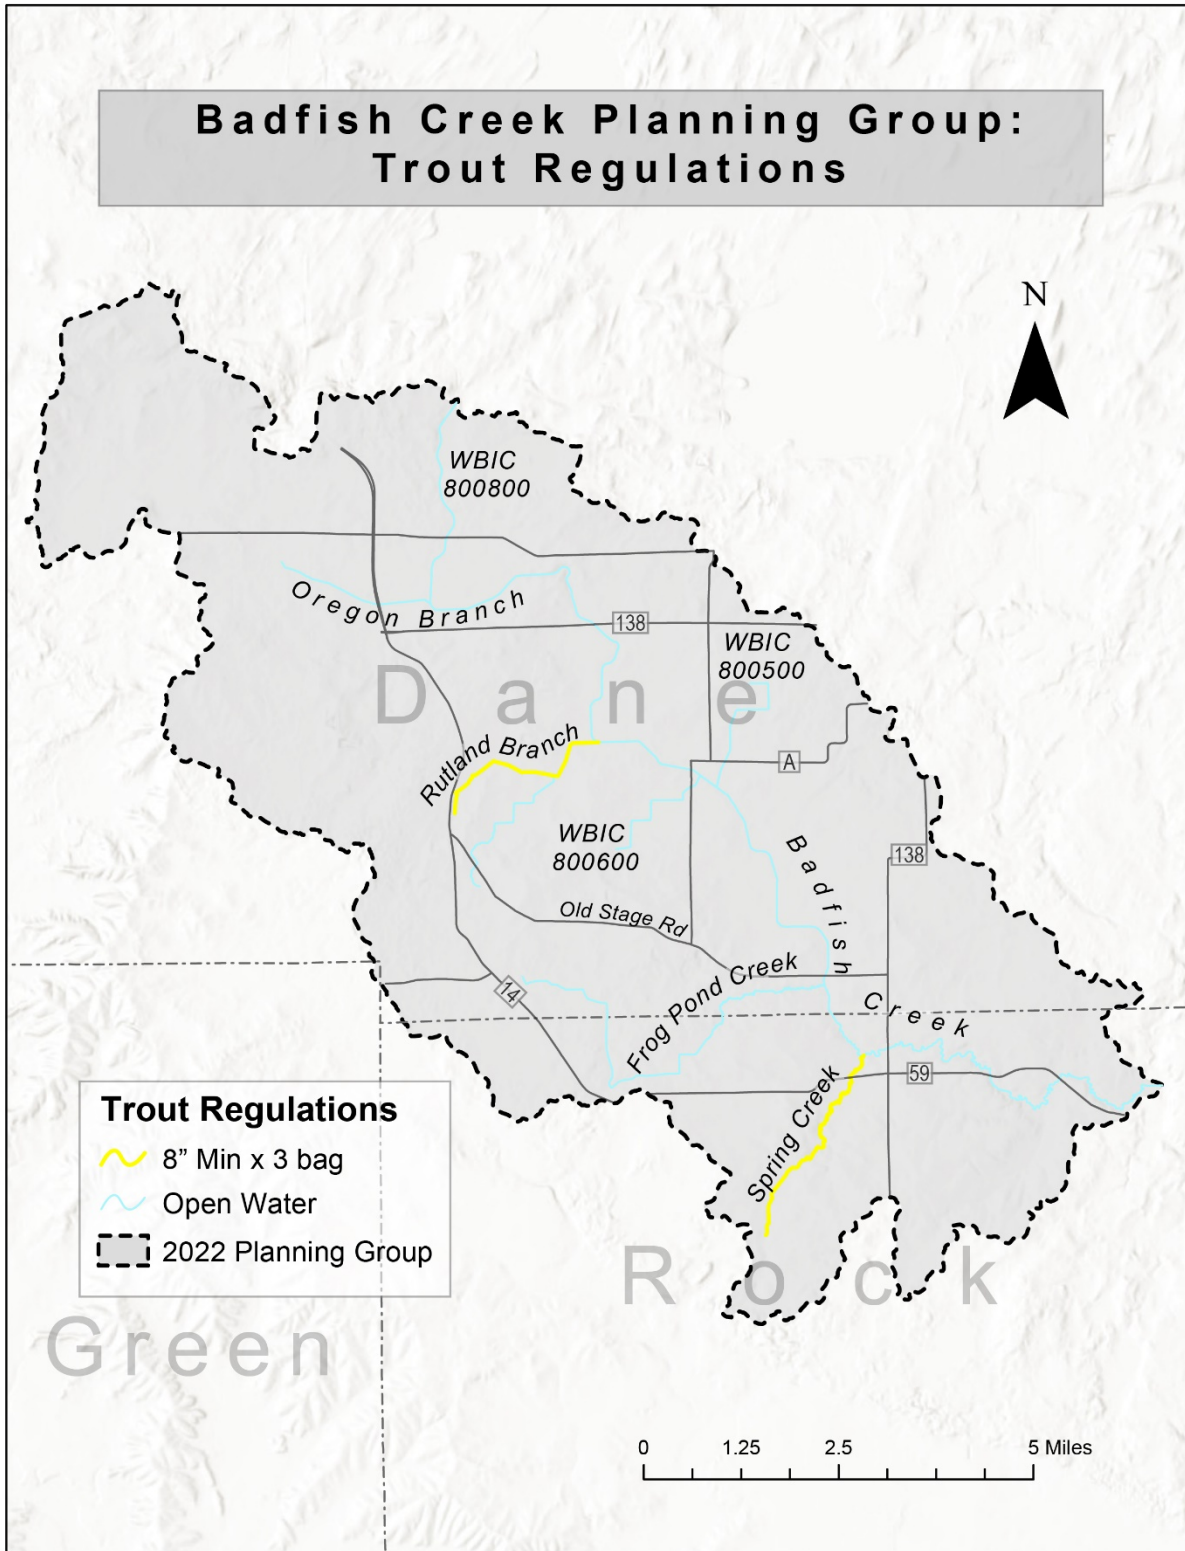 Badfish Creek Planning Group:
Trout Regulations
N
WBIC
800800
Oregon Branch
138
WBIC
800500
Dane
Rutland Branch
A
WBIC
800600
Badfish
138
Old Stage Rd
Frog Pond Creek
14
Creek
59
Spring Creek
Trout Regulations
8” Min x 3 bag
Open Water
2022 Planning Group
Rock
Green
0 1.25 2.5 5 Miles